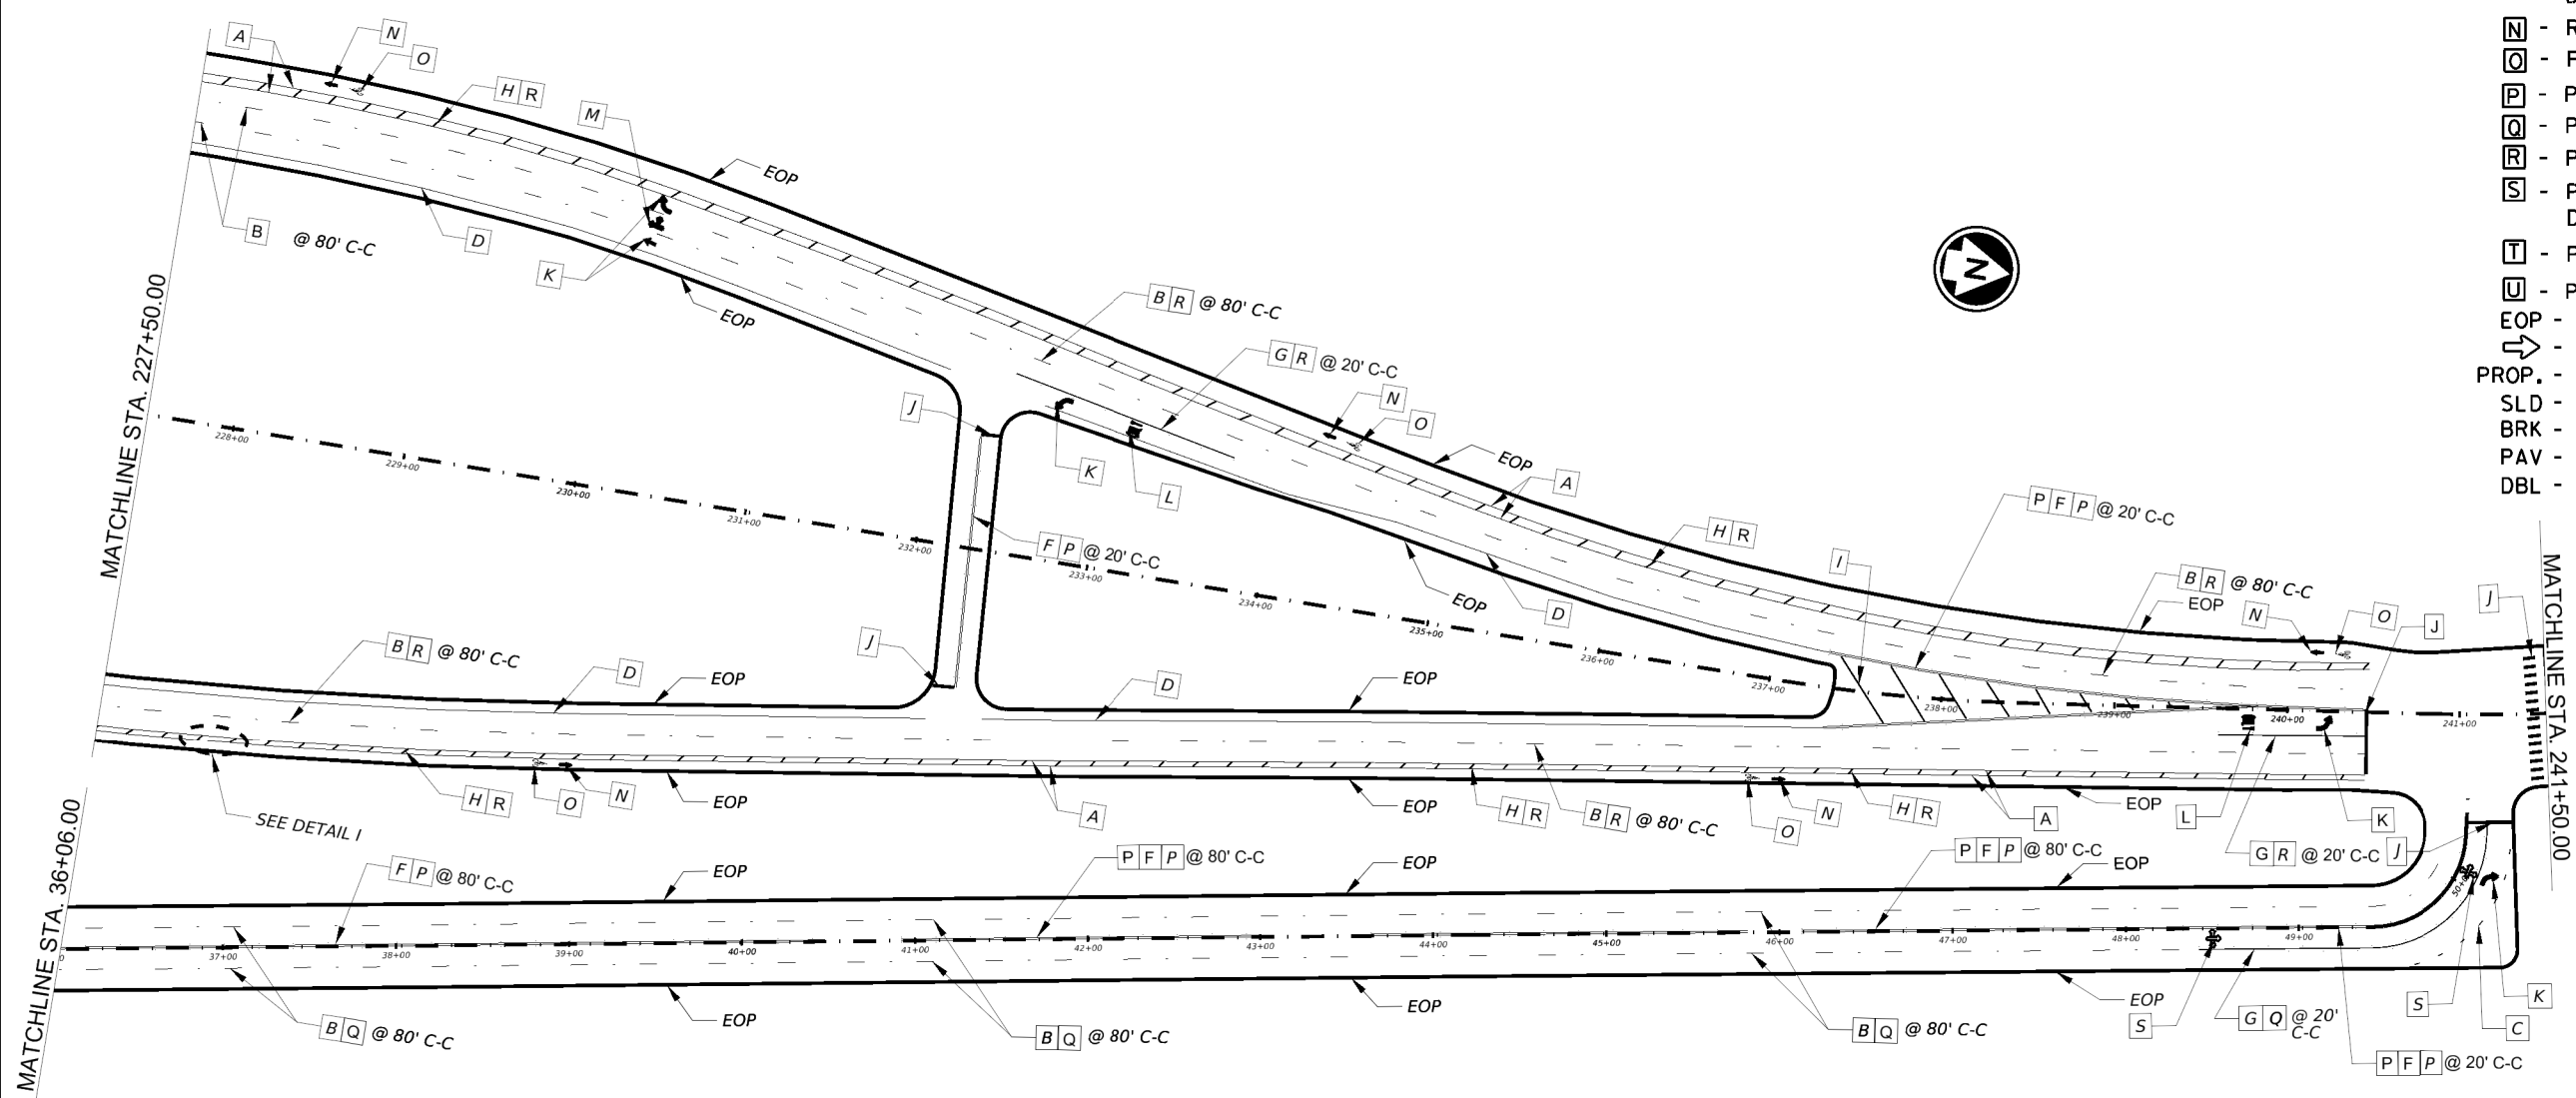 A
N
O
H R
M
EOP
B @ 80' C-C
D
K
EOP
B R @ 80' C-C
G R @ 20' C-C
N
O
J
K
L
EOP
A
N
MATCHLINE STA. 227+50.00
228+00
229+00
230+00
231+00
232+00
233+00
234+00
235+00
236+00
237+00
238+00
239+00
240+00
241+00
F P @ 20' C-C
H R
P F P @ 20' C-C
I
EOP
D
B R @ 80' C-C
EOP
N
O
J
J
MATCHLINE STA. 241+50.00
J
B R @ 80' C-C
D
EOP
D
EOP
H R
O
N
EOP
A
EOP
H R
B R @ 80' C-C
O
N
H R
A
EOP
L
K
G R @ 20' C-C
J
SEE DETAIL I
MATCHLINE STA. 36+06.00
F P @ 80' C-C
EOP
P F P @ 80' C-C
EOP
P F P @ 80' C-C
EOP
0
37+00
38+00
39+00
40+00
41+00
42+00
43+00
44+00
45+00
46+00
47+00
48+00
49+00
B Q @ 80' C-C
EOP
B Q @ 80' C-C
EOP
B Q @ 80' C-C
EOP
S
G Q @ 20'
C-C
S
K
C
P F P @ 20' C-C
N - R
O - F
P - P
Q - P
R - P
S - P
D
T - P
U - P
EOP -
-
PROP. -
SLD -
BRK -
PAV -
DBL -